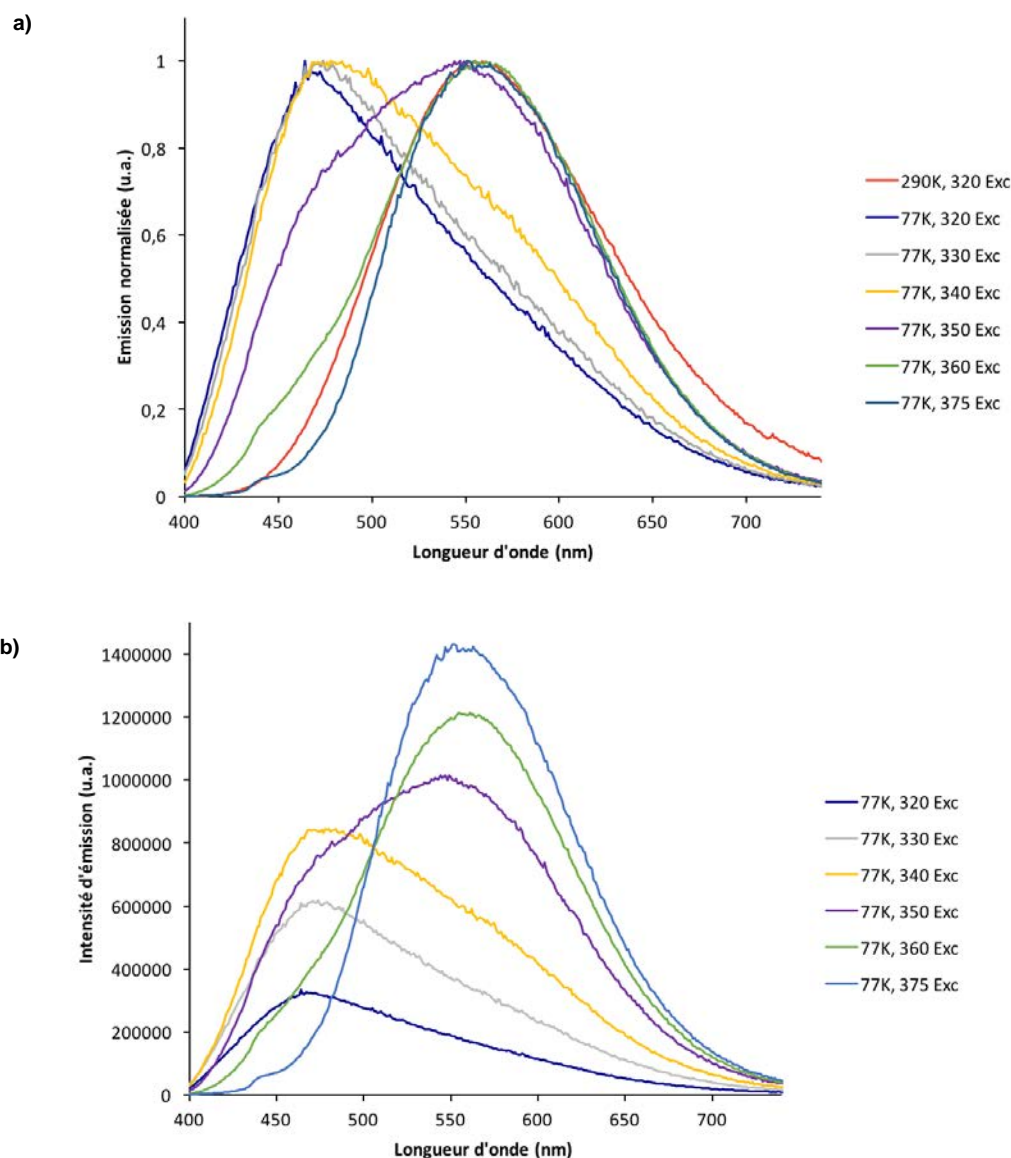 a)
Emission normalisée (u.a.)
1
0,8
0,6
0,4
0,2
0
400 450 500 550 600 650 700
Longueur d'onde (nm)
290K, 320 Exc
77K, 320 Exc
77K, 330 Exc
77K, 340 Exc
77K, 350 Exc
77K, 360 Exc
77K, 375 Exc
b)
Intensité d'émission (u.a.)
1400000
1200000
1000000
800000
600000
400000
200000
0
400 450 500 550 600 650 700
Longueur d'onde (nm)
77K, 320 Exc
77K, 330 Exc
77K, 340 Exc
77K, 350 Exc
77K, 360 Exc
77K, 375 Exc